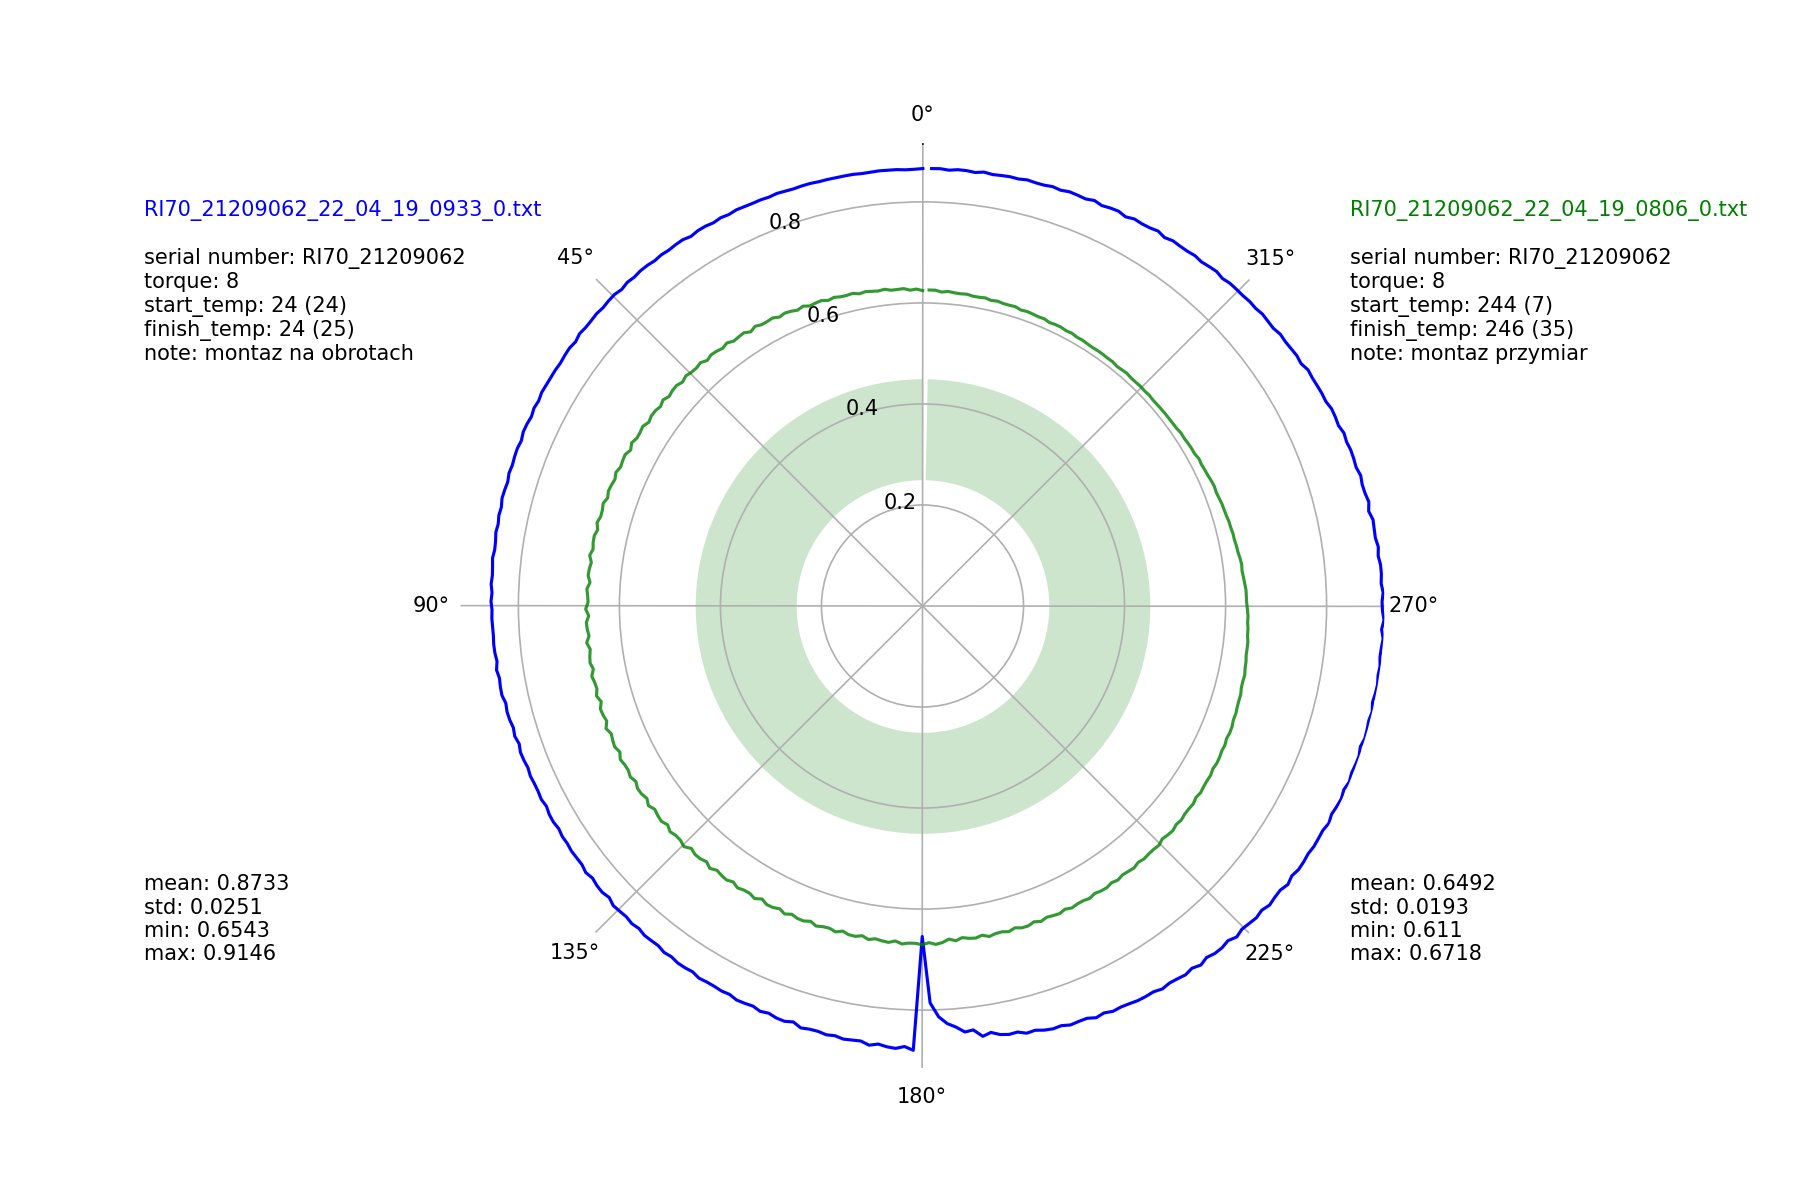 0°
RI70_21209062_22_04_19_0933_0.txt
serial number: RI70_21209062
torque: 8
start_temp: 24 (24)
finish_temp: 24 (25)
note: montaz na obrotach
RI70_21209062_22_04_19_0806_0.txt
serial number: RI70_21209062
torque: 8
start_temp: 244 (7)
finish_temp: 246 (35)
note: montaz przymiar
45°
315°
0.8
0.6
0.4
0.2
90°
270°
135°
225°
180°
mean: 0.8733
std: 0.0251
min: 0.6543
max: 0.9146
mean: 0.6492
std: 0.0193
min: 0.611
max: 0.6718